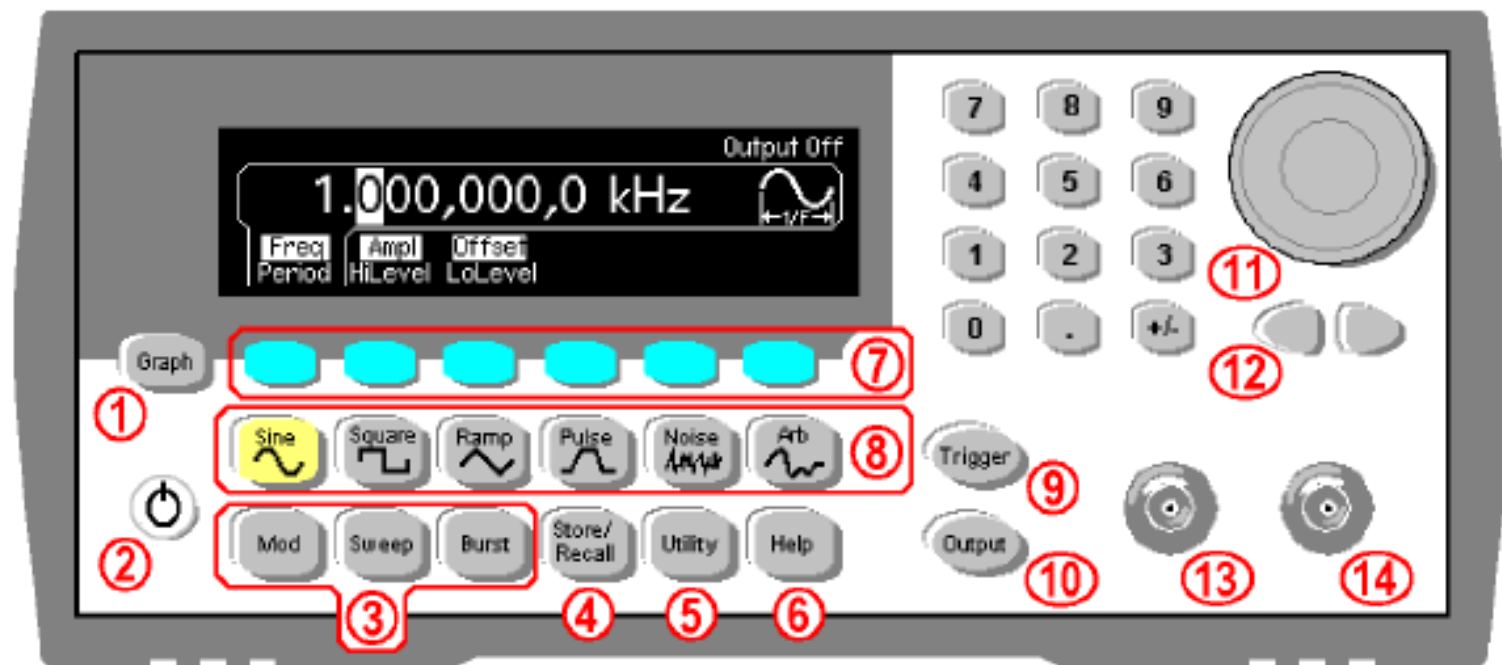 Output Off
1.000,000,0 kHz
←1/F→
Freq Ampl Offset
Period HiLevel LoLevel
7 8 9
4 5 6
1 2 3
0 . +/-
11
12
Graph
1
7
Sine Square Ramp Pulse Noise Arb
8
Trigger
9
2
Mod Sweep Burst Store/
Recall Utility Help
Output
3
4
5
6
10
13
14